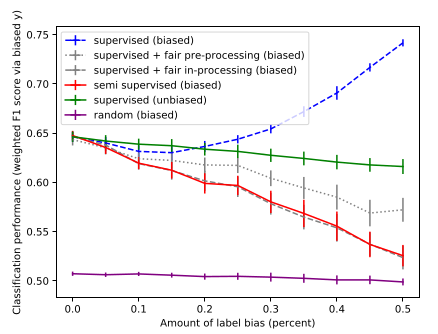 Classification performance (weighted F1 score via biased y)
0.75
0.70
0.65
0.60
0.55
0.50
supervised (biased)
supervised + fair pre-processing (biased)
supervised + fair in-processing (biased)
semi supervised (biased)
supervised (unbiased)
random (biased)
0.0 0.1 0.2 0.3 0.4 0.5
Amount of label bias (percent)